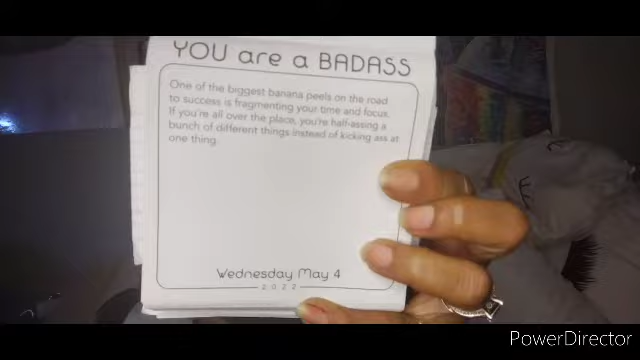 YOU are a BADASS
One of the biggest banana peels on the road
to success is fragmenting your time and focus.
If you're all over the place, you're half-assing a
bunch of different things instead of kicking ass at
one thing.
Wednesday May 4
2022
PowerDirector